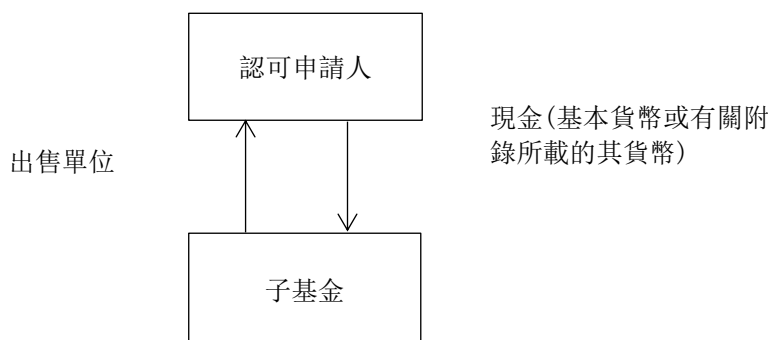 認可申請人
現金(基本貨幣或有關附
錄所載的其貨幣)
出售單位
子基金